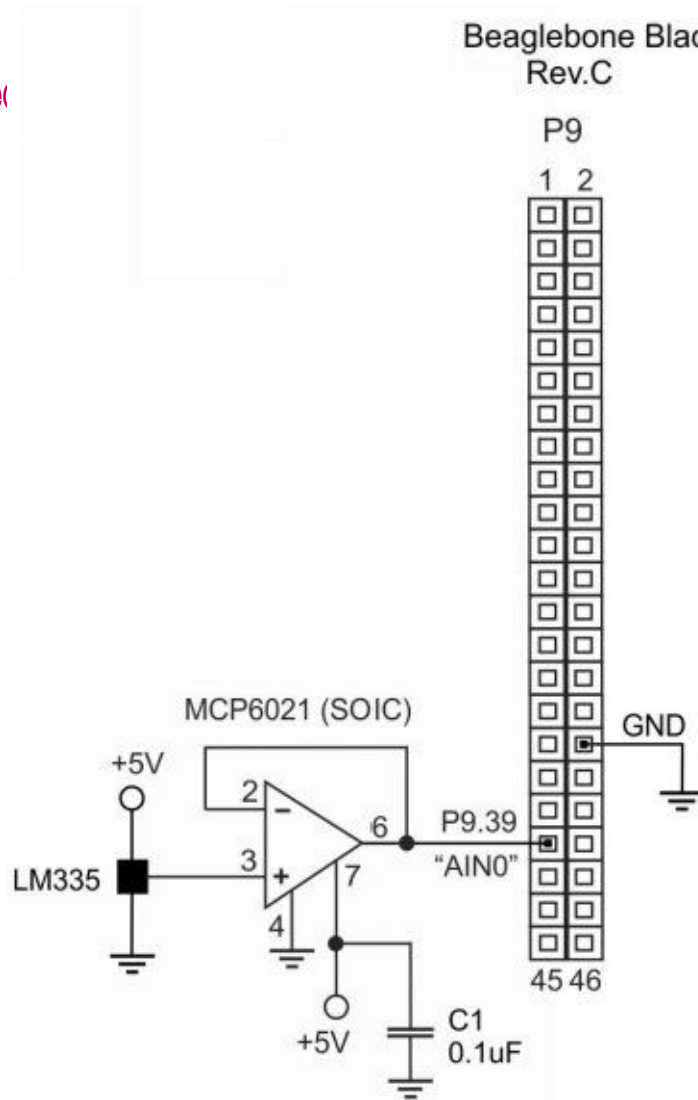 Beaglebone Blac
Rev.C
P9
1 2
MCP6021 (SOIC)
GND
+5V
2
6
P9.39
3
7
"AIN0"
LM335
4
45 46
+5V
C1
0.1uF